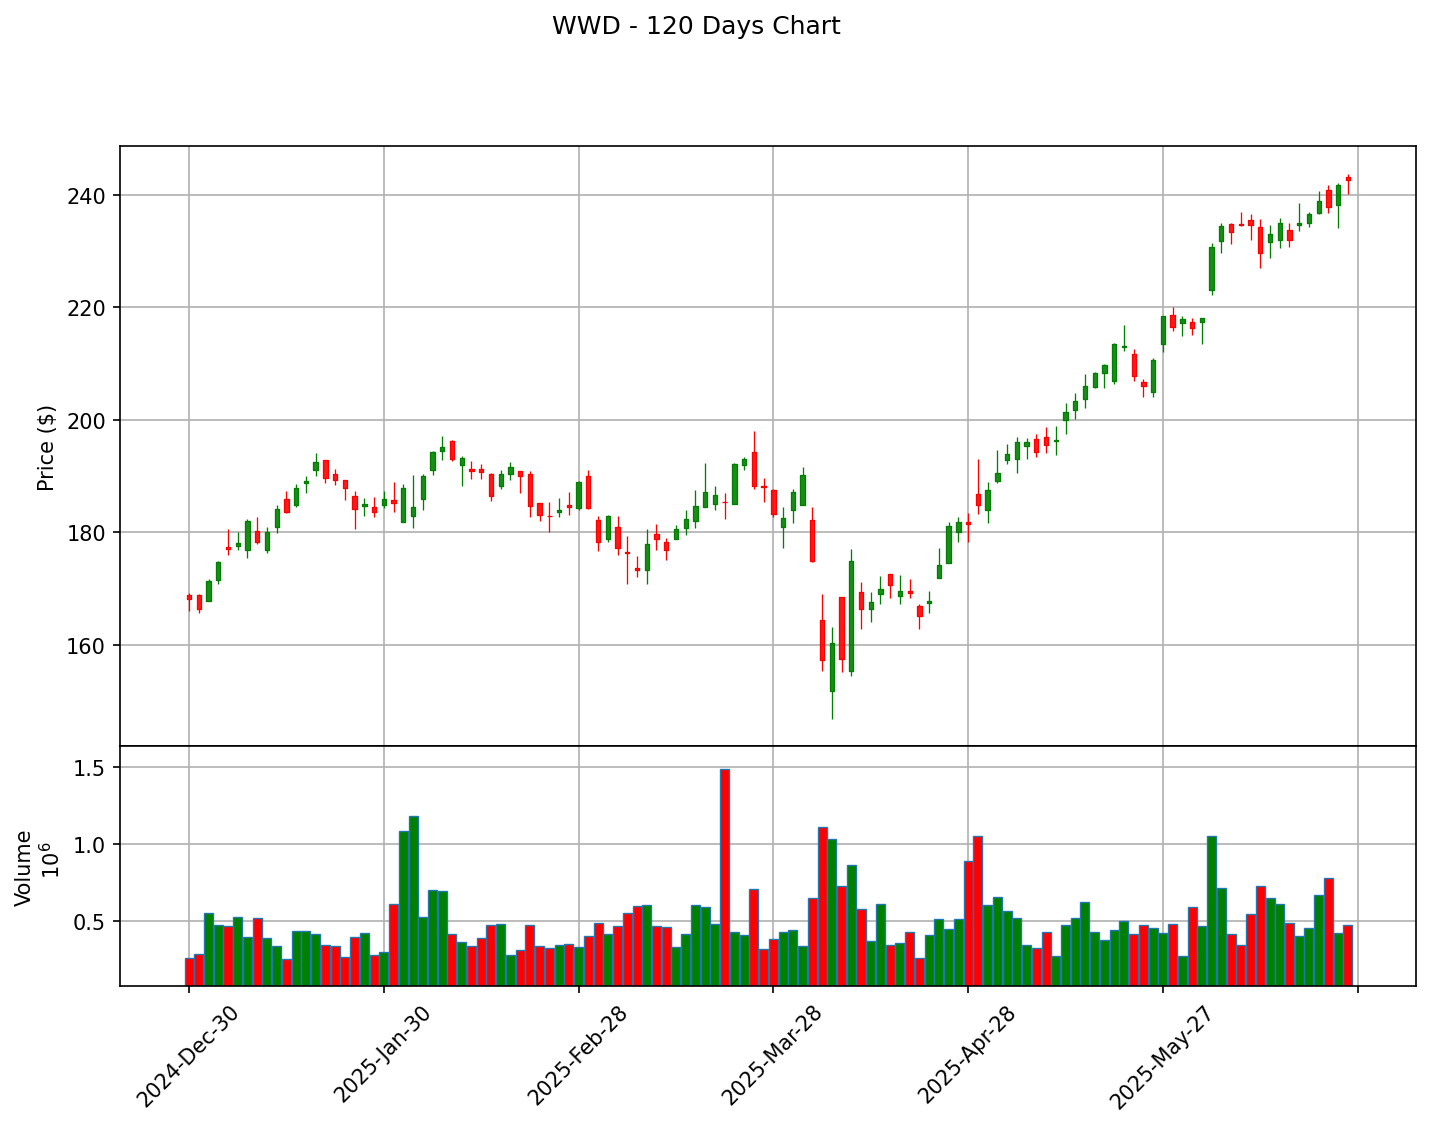 WWD - 120 Days Chart
Price ($)
240
220
200
180
160
Volume
10⁶
1.5
1.0
0.5
2024-Dec-30
2025-Jan-30
2025-Feb-28
2025-Mar-28
2025-Apr-28
2025-May-27